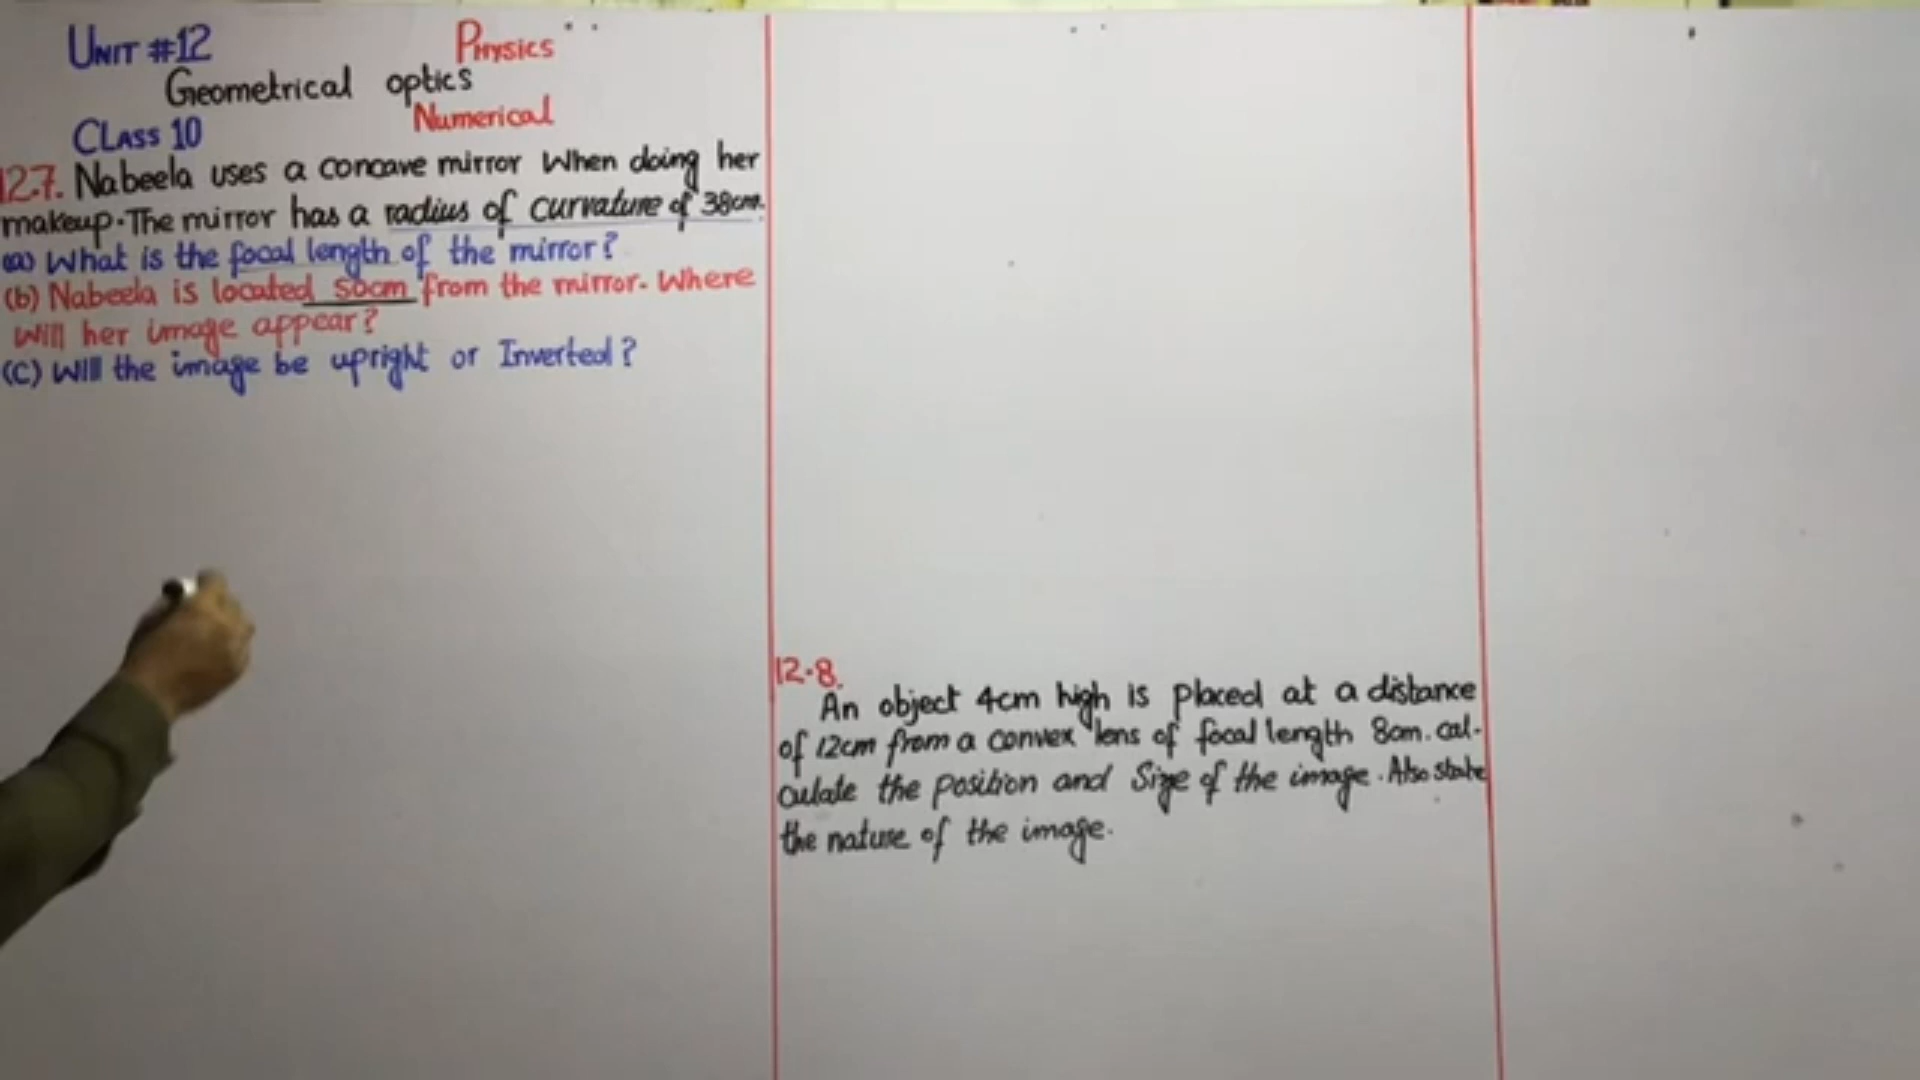 UNIT #12 PHYSICS
Geometrical optics
CLASS 10 Numerical
12.7. Nabeela uses a concave mirror When doing her
makeup. The mirror has a radius of curvature of 38cm.
(a) What is the focal length of the mirror?
(b) Nabeela is located 50cm from the mirror. Where
Will her image appear?
(C) Will the image be upright or Inverted?
12.8.
An object 4cm high is placed at a distance
of 12cm from a convex lens of focal length 8cm. cal-
culate the position and Size of the image. Also state
the nature of the image.